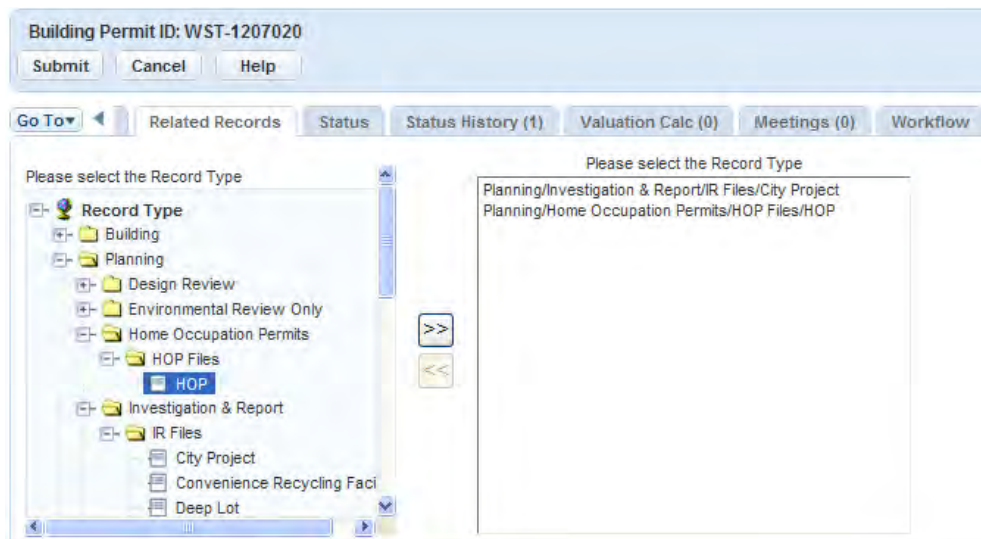 Building Permit ID: WST-1207020
Submit Cancel Help
Go To Related Records Status Status History (1) Valuation Calc (0) Meetings (0) Workflow
Please select the Record Type
Record Type
Building
Planning
Design Review
Environmental Review Only
Home Occupation Permits
HOP Files
HOP
Investigation & Report
IR Files
City Project
Convenience Recycling Faci
Deep Lot
>>
<<
Please select the Record Type
Planning/Investigation & Report/IR Files/City Project
Planning/Home Occupation Permits/HOP Files/HOP